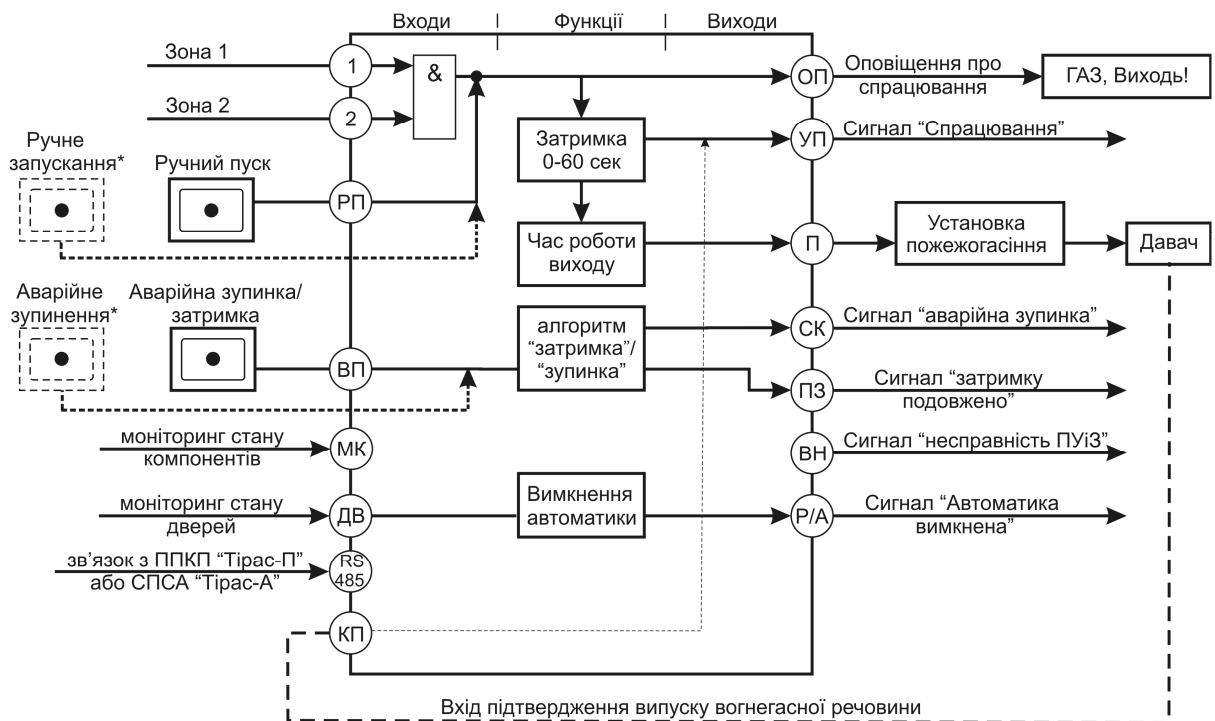 Входи | Функції | Виходи
Зона 1
1
&
Зона 2
2
ОП
Оповіщення про
спрацювання
ГАЗ, Виходь!
Затримка
0-60 сек
УП
Сигнал “Спрацювання”
Ручне
запускання*
Ручний пуск
РП
Час роботи
виходу
П
Установка
пожежогасіння
Давач
Аварійне
зупинення*
Аварійна зупинка/
затримка
ВП
алгоритм
“затримка”/
“зупинка”
СК
Сигнал “аварійна зупинка”
ПЗ
Сигнал “затримку
подовжено”
моніторинг стану
компонентів
МК
ВН
Сигнал “несправність ПУіЗ”
моніторинг стану
дверей
ДВ
Вимкнення
автоматики
Р/А
Сигнал “Автоматика
вимкнена”
зв’язок з ППКП “Тірас-П”
або СПСА “Тірас-А”
RS
485
КП
Вхід підтвердження випуску вогнегасної речовини